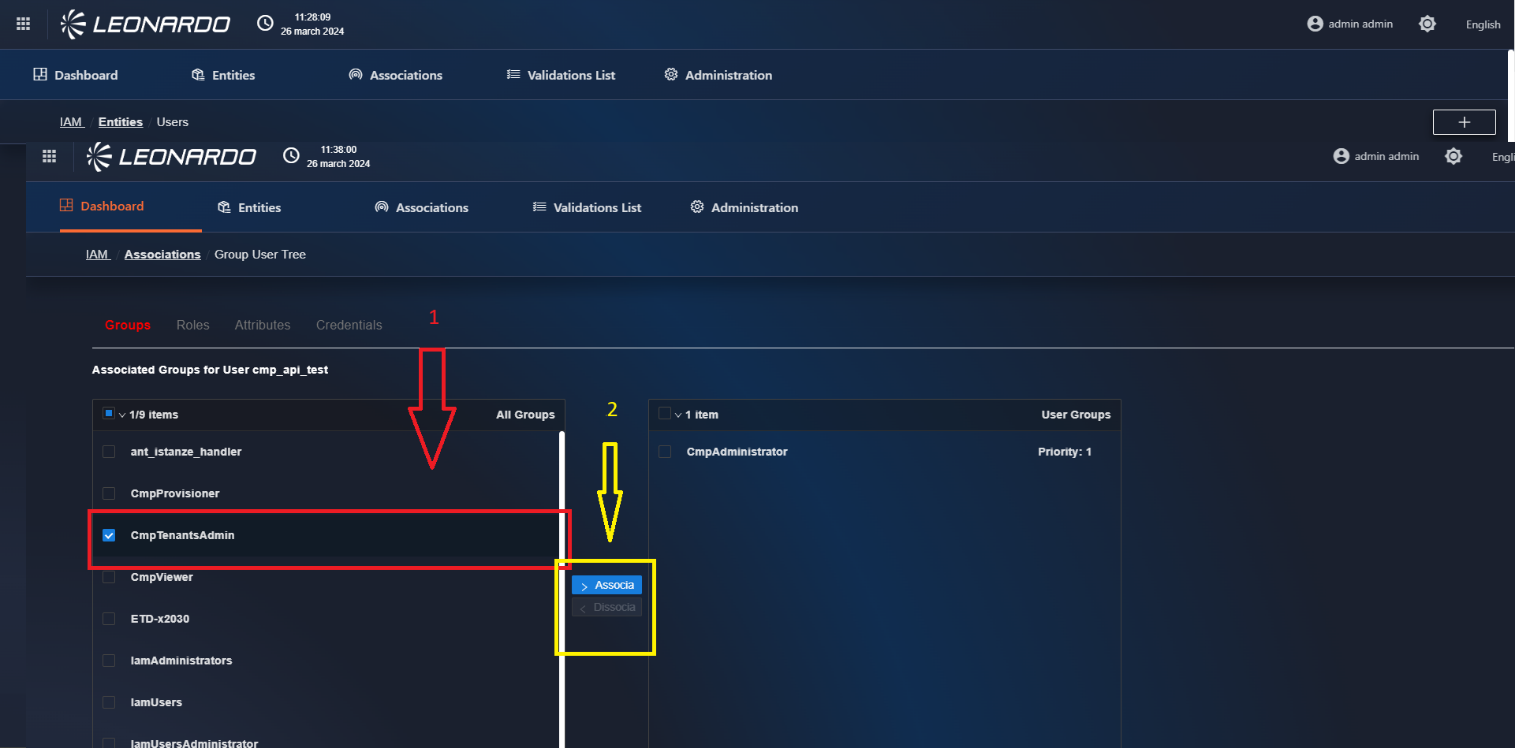 LEONARDO
11:28:09
26 march 2024
admin admin
English
Dashboard
Entities
Associations
Validations List
Administration
IAM / Entities / Users
+
LEONARDO
11:38:00
26 march 2024
admin admin
Engli
Dashboard
Entities
Associations
Validations List
Administration
IAM / Associations / Group User Tree
Groups
Roles
Attributes
Credentials
1
Associated Groups for User cmp_api_test
1/9 items
All Groups
2
1 item
User Groups
ant_istanze_handler
CmpAdministrator
Priority: 1
CmpProvisioner
CmpTenantsAdmin
CmpViewer
> Associa
< Dissocia
ETD-x2030
IamAdministrators
IamUsers
IamUsersAdministrator